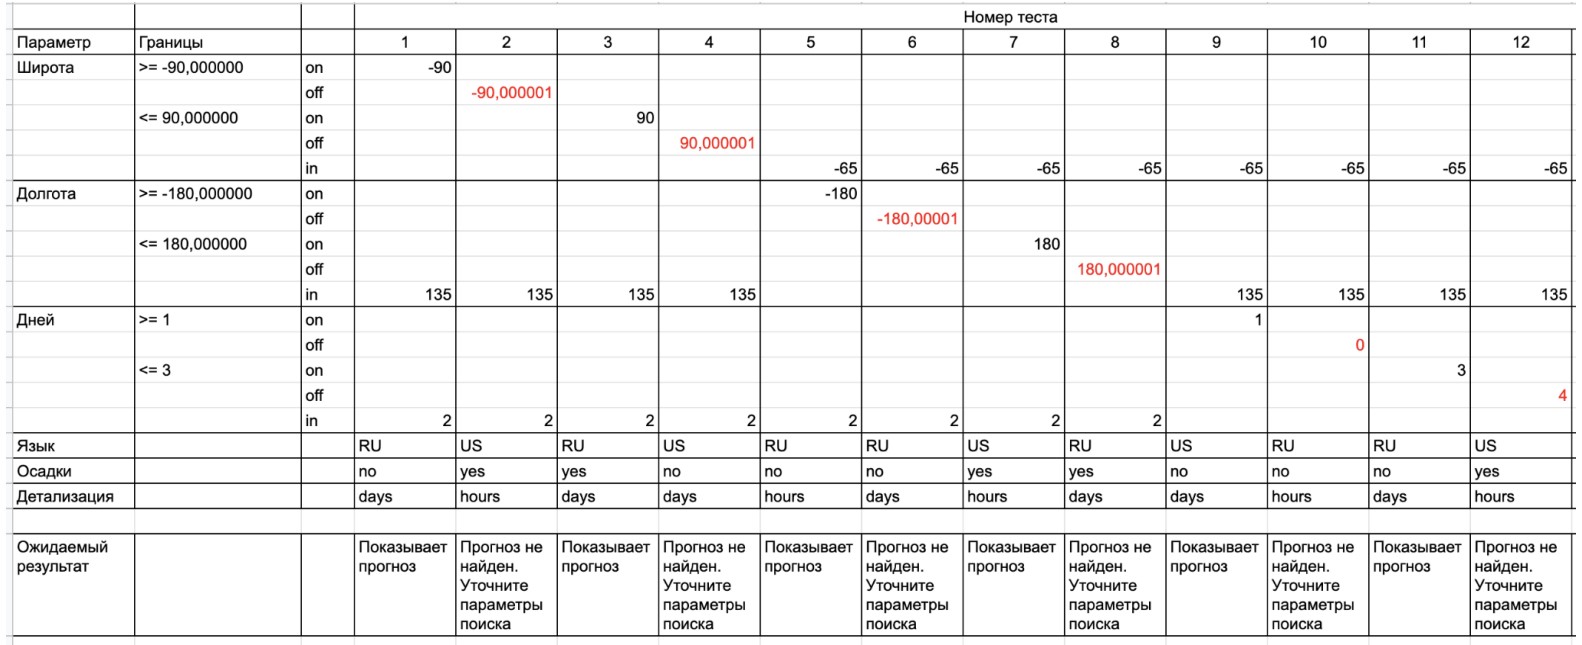 Номер теста
Параметр Границы 1 2 3 4 5 6 7 8 9 10 11 12
Широта >= -90,000000 on -90
off -90,000001
<= 90,000000 on 90
off 90,000001
in -65 -65 -65 -65 -65 -65 -65 -65
Долгота >= -180,000000 on -180
off -180,00001
<= 180,000000 on 180
off 180,000001
in 135 135 135 135 135 135 135 135
Дней >= 1 on 1
off 0
<= 3 on 3
off 4
in 2 2 2 2 2 2 2 2
Язык RU US RU US RU RU US RU US RU RU US
Осадки no yes yes no no no yes yes no no no yes
Детализация days hours days days hours days hours days days hours days hours
Ожидаемый Показывает Прогноз не Показывает Прогноз не Показывает Прогноз не Показывает Прогноз не Показывает Прогноз не Показывает Прогноз не
результат прогноз найден. прогноз найден. прогноз найден. прогноз найден. прогноз найден. прогноз найден.
Уточните Уточните Уточните Уточните Уточните Уточните
параметры параметры параметры параметры параметры параметры
поиска поиска поиска поиска поиска поиска